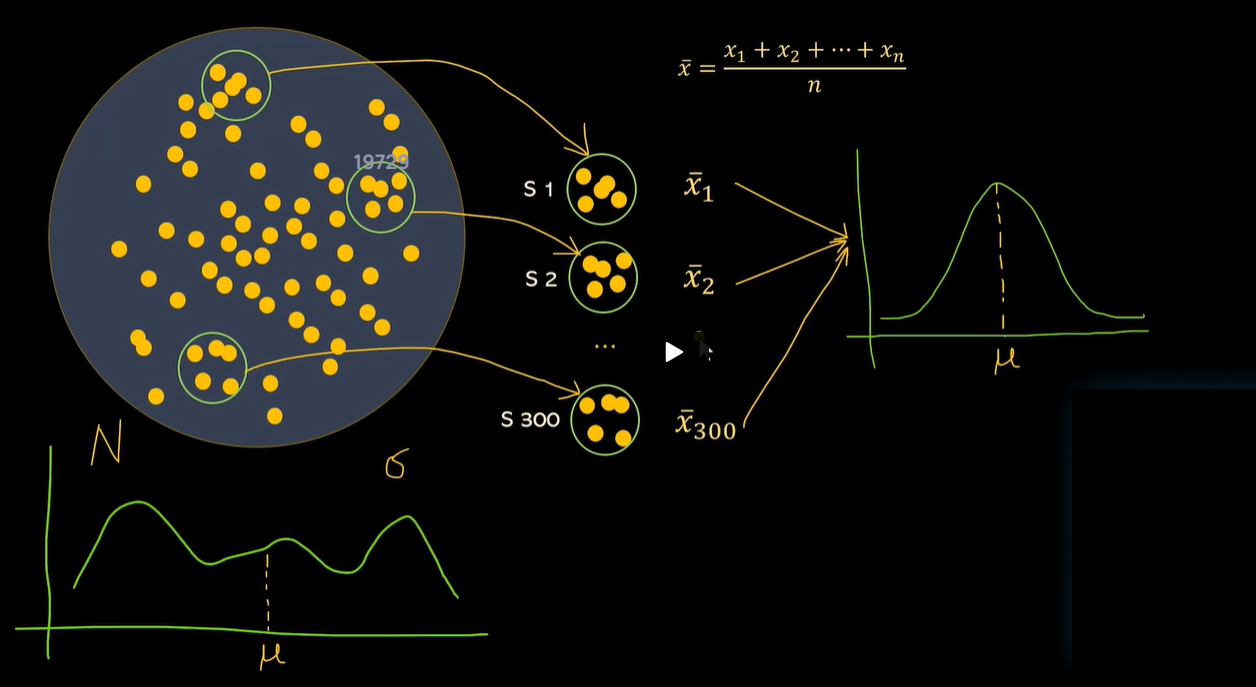 x̄ = (x₁ + x₂ + ⋯ + xₙ) / n
19729
S 1 x̄₁
S 2 x̄₂
...
S 300 x̄₃₀₀
μ
N
σ
μ